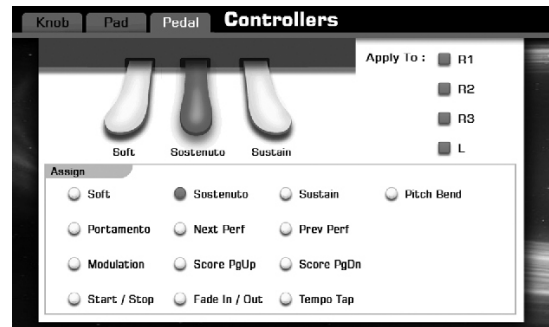 Knob Pad Pedal Controllers
Apply To : R1
R2
R3
L
Soft Sostenuto Sustain
Assign
Soft Sostenuto Sustain Pitch Bend
Portamento Next Perf Prev Perf
Modulation Score PgUp Score PgDn
Start / Stop Fade In / Out Tempo Tap